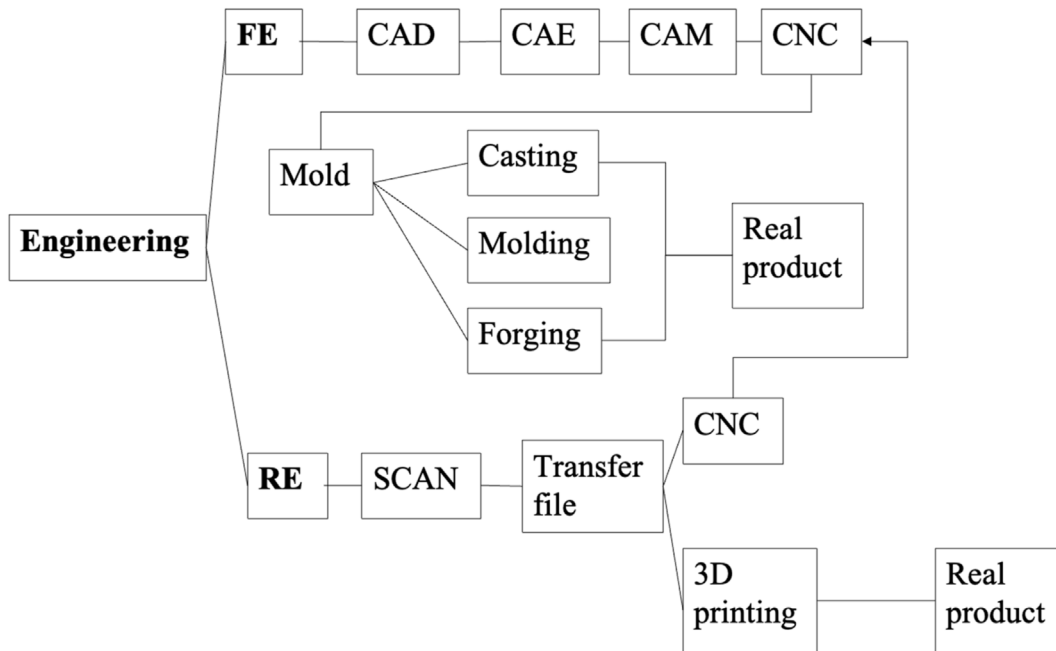 FE
CAD
CAE
CAM
CNC
Mold
Casting
Molding
Forging
Real
product
Engineering
RE
SCAN
Transfer
file
CNC
3D
printing
Real
product